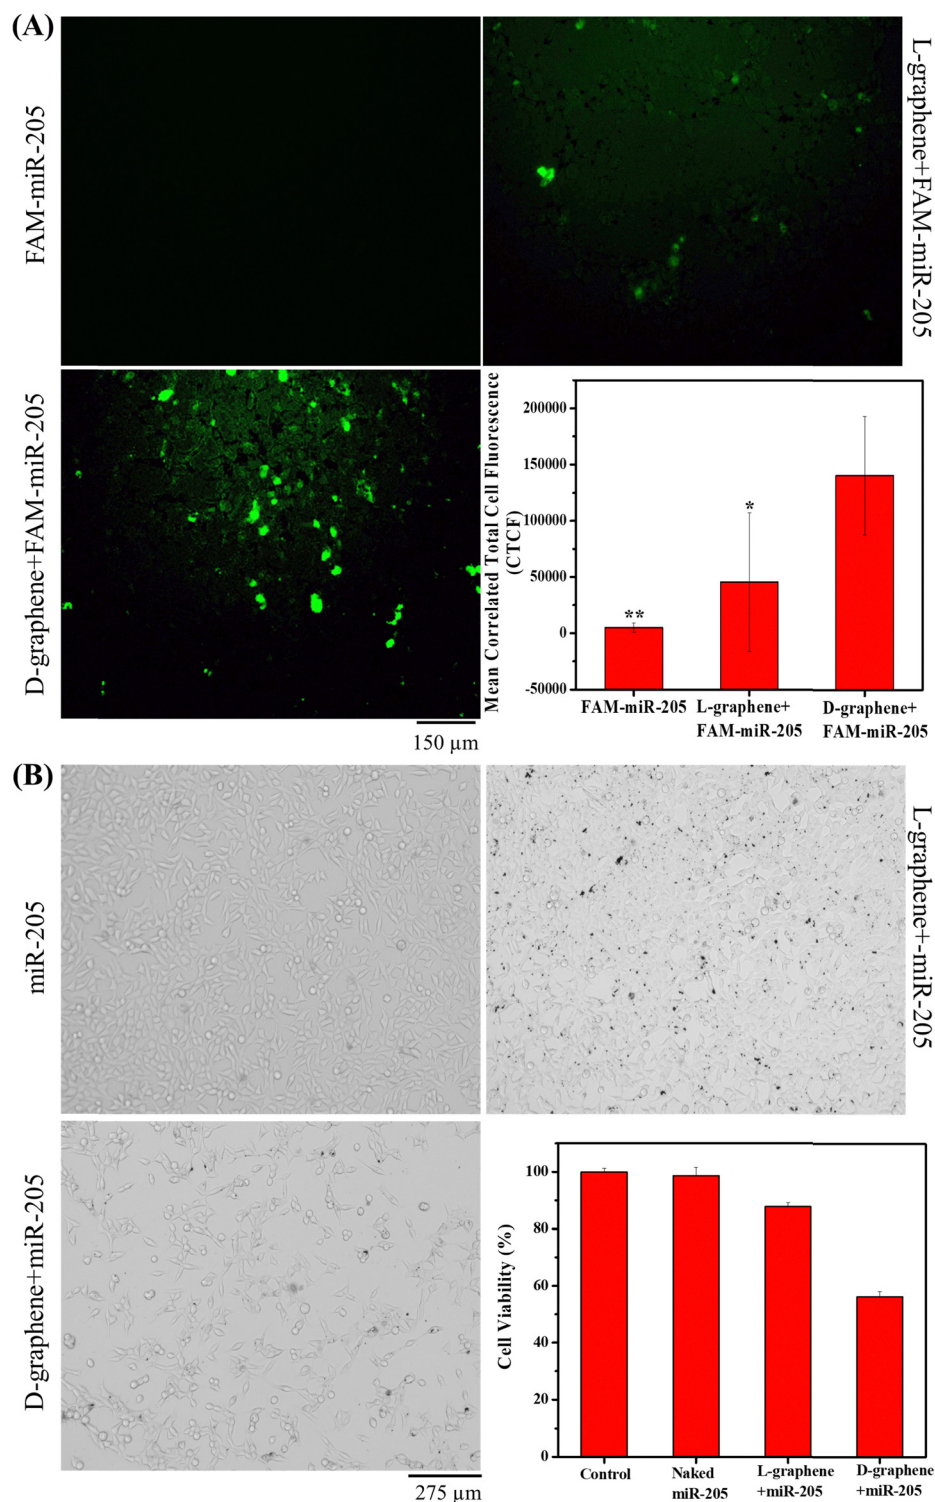 (A)
FAM-miR-205
L-graphene+FAM-miR-205
D-graphene+FAM-miR-205
150 µm
Mean Correlated Total Cell Fluorescence
(CTCF)
200000
150000
100000
50000
0
-50000
**
*
FAM-miR-205
L-graphene+
FAM-miR-205
D-graphene+
FAM-miR-205
(B)
miR-205
L-graphene+-miR-205
D-graphene+miR-205
275 µm
Cell Viability (%)
100
80
60
40
20
0
Control
Naked
miR-205
L-graphene
+miR-205
D-graphene
+miR-205